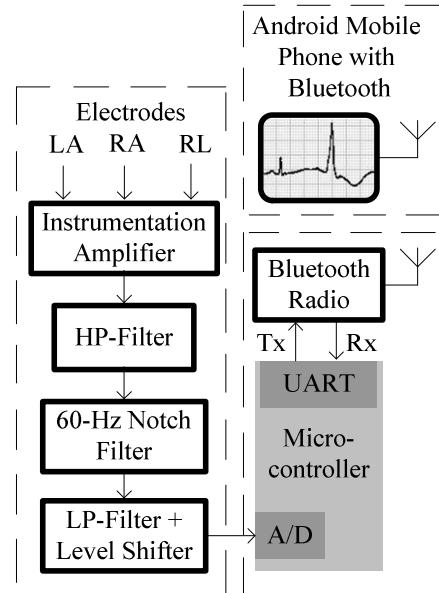 Electrodes
LA RA RL
Instrumentation
Amplifier
HP-Filter
60-Hz Notch
Filter
LP-Filter +
Level Shifter
Android Mobile
Phone with
Bluetooth
Bluetooth
Radio
Tx Rx
UART
Micro-
controller
A/D